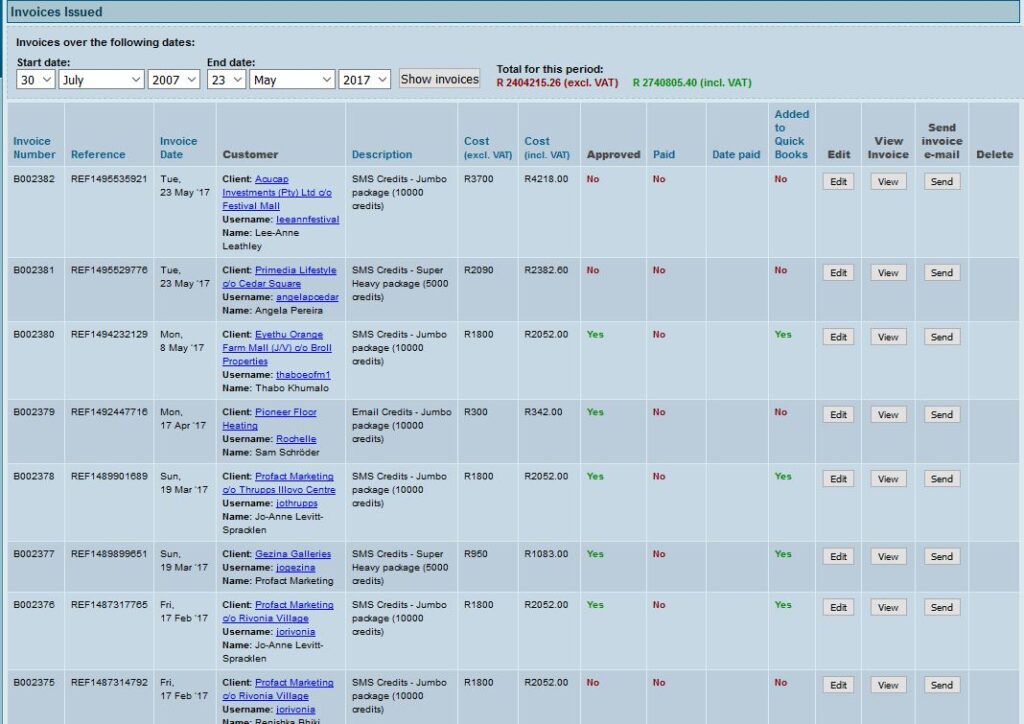 Invoices Issued
Invoices over the following dates:
Start date:
End date:
30 July 2007 23 May 2017 Show invoices
Total for this period:
R 2404215.26 (excl. VAT) R 2740805.40 (incl. VAT)
Invoice Number Reference Invoice Date Customer Description Cost (excl. VAT) Cost (incl. VAT) Approved Paid Date paid Added to Quick Books Edit View Invoice Send invoice e-mail Delete
B002382 REF1495535921 Tue, Client: Acucap SMS Credits - Jumbo R3700 R4218.00 No No No Edit View Send
23 May '17 Investments (Pty) Ltd c/o package (10000
Festival Mall credits)
Username: leeannfestival
Name: Lee-Anne
Leathley
B002381 REF1495529776 Tue, Client: Primedia Lifestyle SMS Credits - Super R2090 R2382.60 No No No Edit View Send
23 May '17 c/o Cedar Square Heavy package (5000
Username: angelapcedar credits)
Name: Angela Pereira
B002380 REF1494232129 Mon, Client: Eyethu Orange SMS Credits - Jumbo R1800 R2052.00 Yes No Yes Edit View Send
8 May '17 Farm Mall (J/V) c/o Broll package (10000
Properties credits)
Username: thaboeofm1
Name: Thabo Khumalo
B002379 REF1492447716 Mon, Client: Pioneer Floor Email Credits - Jumbo R300 R342.00 Yes No No Edit View Send
17 Apr '17 Heating package (10000
Username: Rochelle credits)
Name: Sam Schröder
B002378 REF1489901689 Sun, Client: Profact Marketing SMS Credits - Jumbo R1800 R2052.00 Yes No Yes Edit View Send
19 Mar '17 c/o Thrupps Illovo Centre package (10000
Username: jothrupps credits)
Name: Jo-Anne Levitt-
Spracklen
B002377 REF1489899651 Sun, Client: Gezina Galleries SMS Credits - Super R950 R1083.00 Yes No Yes Edit View Send
19 Mar '17 Username: jogezina Heavy package (5000
Name: Profact Marketing credits)
B002376 REF1487317765 Fri, Client: Profact Marketing SMS Credits - Jumbo R1800 R2052.00 Yes No Yes Edit View Send
17 Feb '17 c/o Rivonia Village package (10000
Username: jorivonia credits)
Name: Jo-Anne Levitt-
Spracklen
B002375 REF1487314792 Fri, Client: Profact Marketing SMS Credits - Jumbo R1800 R2052.00 No No No Edit View Send
17 Feb '17 c/o Rivonia Village package (10000
Username: jorivonia credits)
Name: Renishka Bhiki